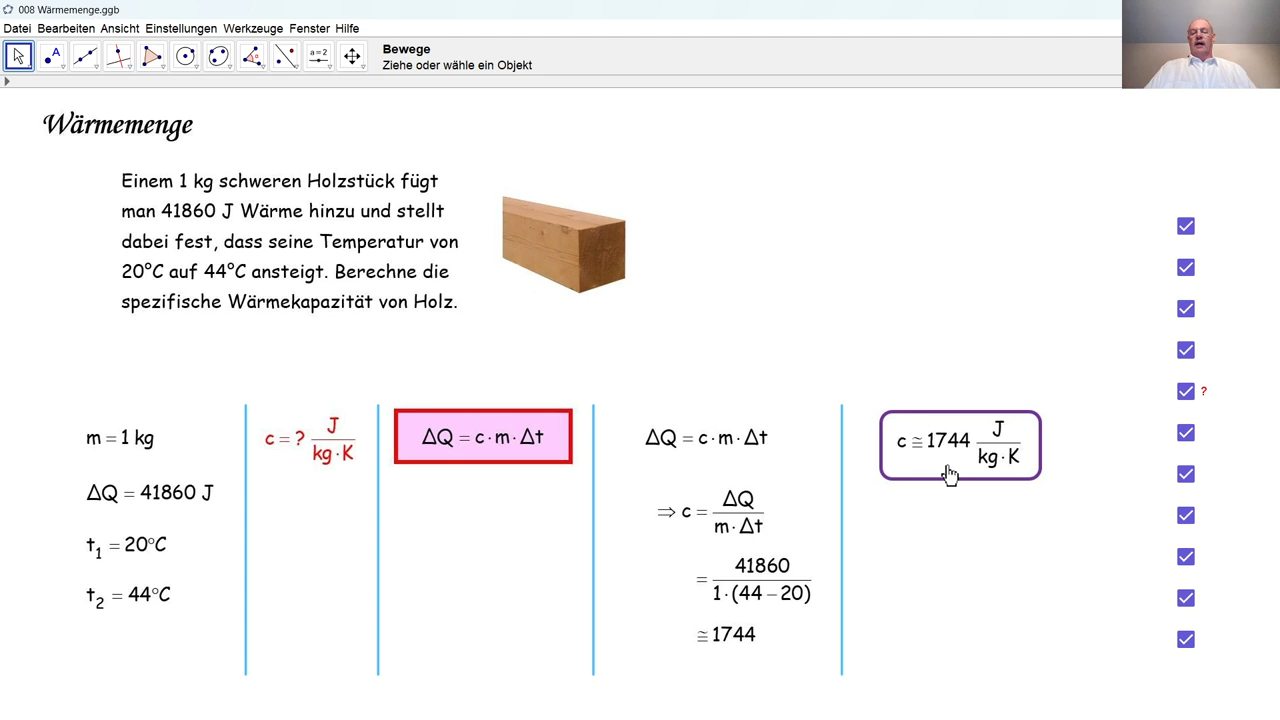 008 Wärmemenge.ggb
Datei Bearbeiten Ansicht Einstellungen Werkzeuge Fenster Hilfe
A
a=2
Bewege
Ziehe oder wähle ein Objekt
Wärmemenge
Einem 1 kg schweren Holzstück fügt
man 41860 J Wärme hinzu und stellt
dabei fest, dass seine Temperatur von
20°C auf 44°C ansteigt. Berechne die
spezifische Wärmekapazität von Holz.
?
m = 1 kg
ΔQ = 41860 J
t₁ = 20°C
t₂ = 44°C
c = ? J / kg · K
ΔQ = c · m · Δt
ΔQ = c · m · Δt
⇒ c = ΔQ / m · Δt
= 41860 / 1 · (44 – 20)
≅ 1744
c ≅ 1744 J / kg · K